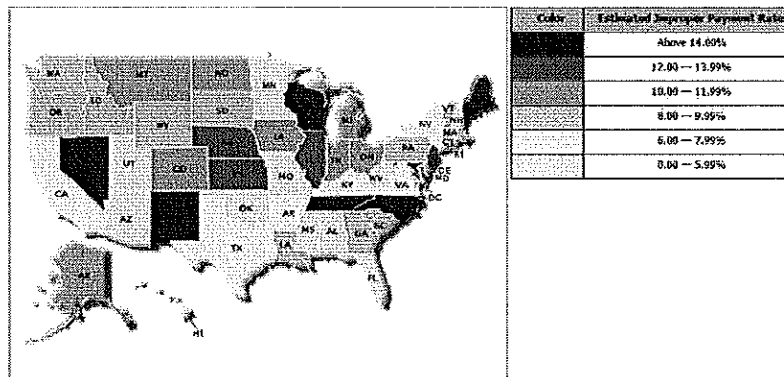 Color Estimated Improper Payment Rate
Above 14.00%
12.00 — 13.99%
10.00 — 11.99%
8.00 — 9.99%
6.00 — 7.99%
0.00 — 5.99%
WA
MT
ND
MN
OR
ID
SD
WY
IA
MI
NY
VT
NH
MA
CT
RI
PA
UT
CO
MO
IN
OH
WV
KY
VA
DE
MD
DC
CA
AZ
OK
AR
TX
LA
MS
AL
GA
SC
FL
AK
HI